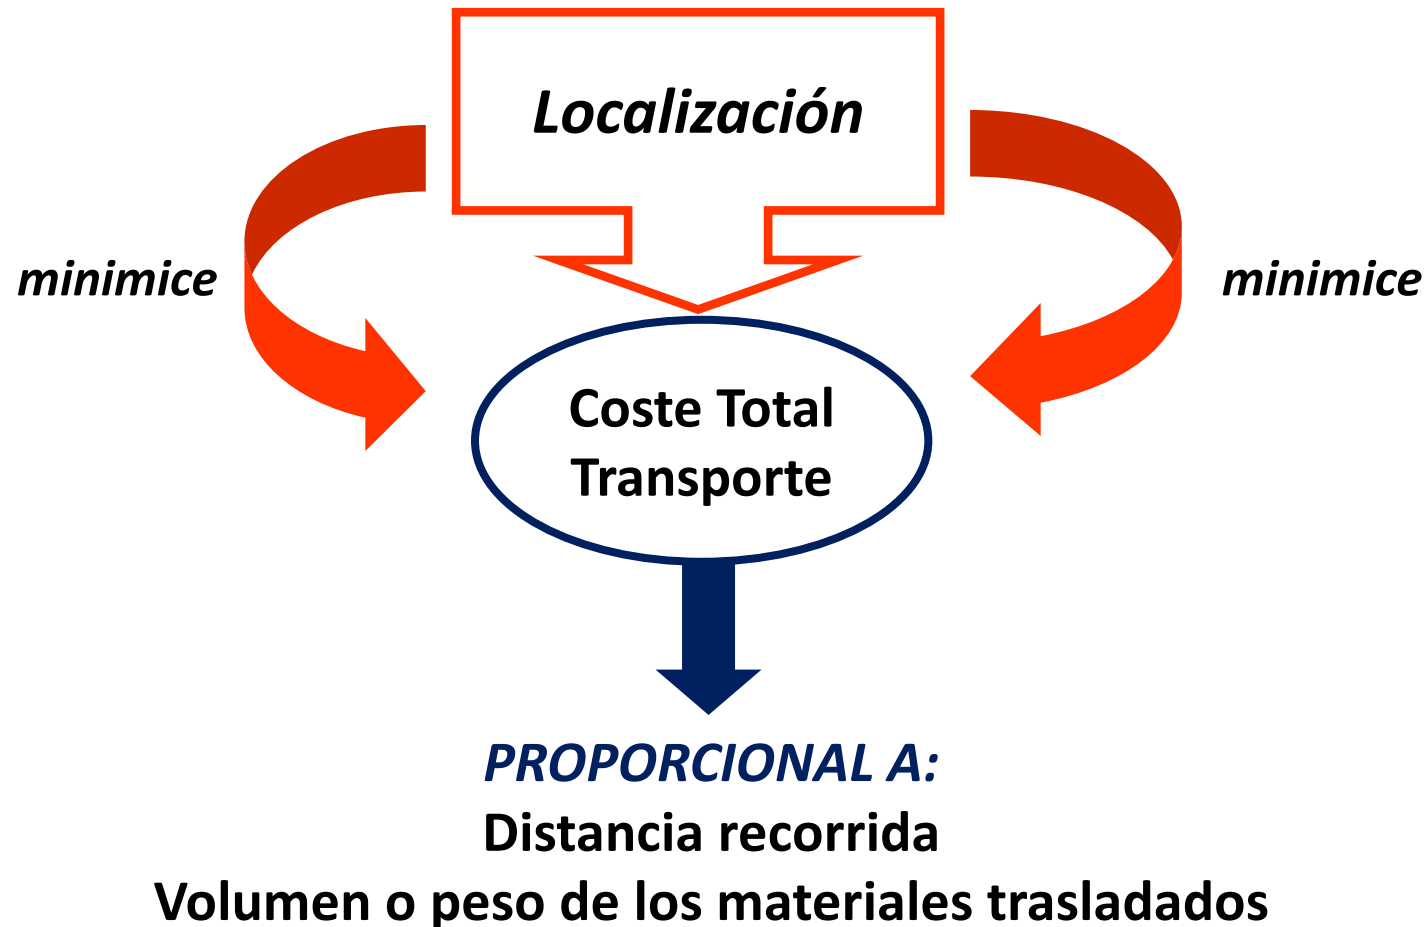 Localización
minimice
minimice
Coste Total
Transporte
PROPORCIONAL A:
Distancia recorrida
Volumen o peso de los materiales trasladados